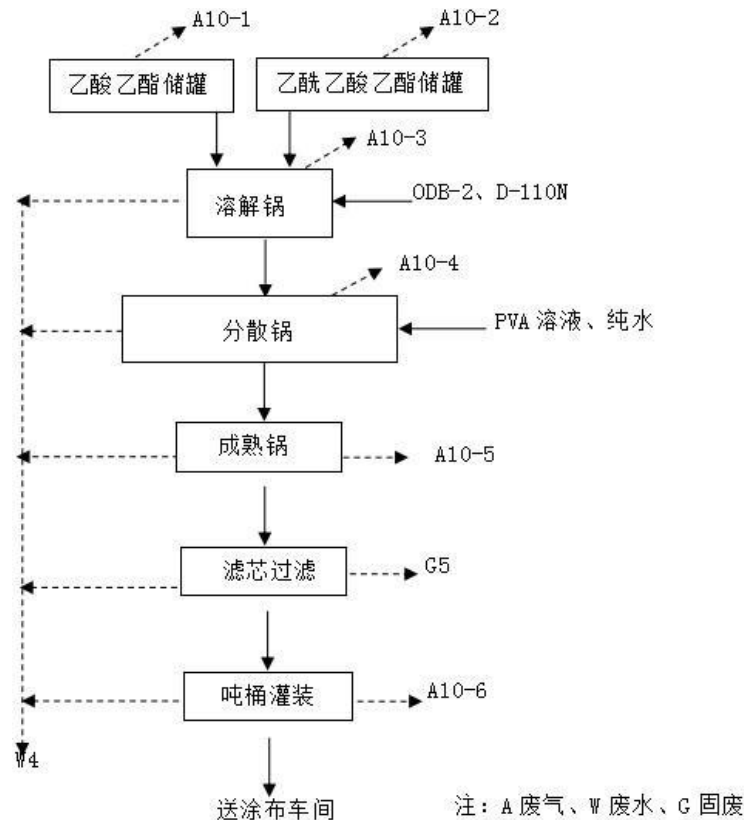 A10-1
A10-2
乙酸乙酯储罐
乙酰乙酸乙酯储罐
A10-3
溶解锅
ODB-2、D-110N
A10-4
分散锅
PVA 溶液、纯水
成熟锅
A10-5
滤芯过滤
G5
吨桶灌装
A10-6
W4
送涂布车间
注：A 废气、W 废水、G 固废